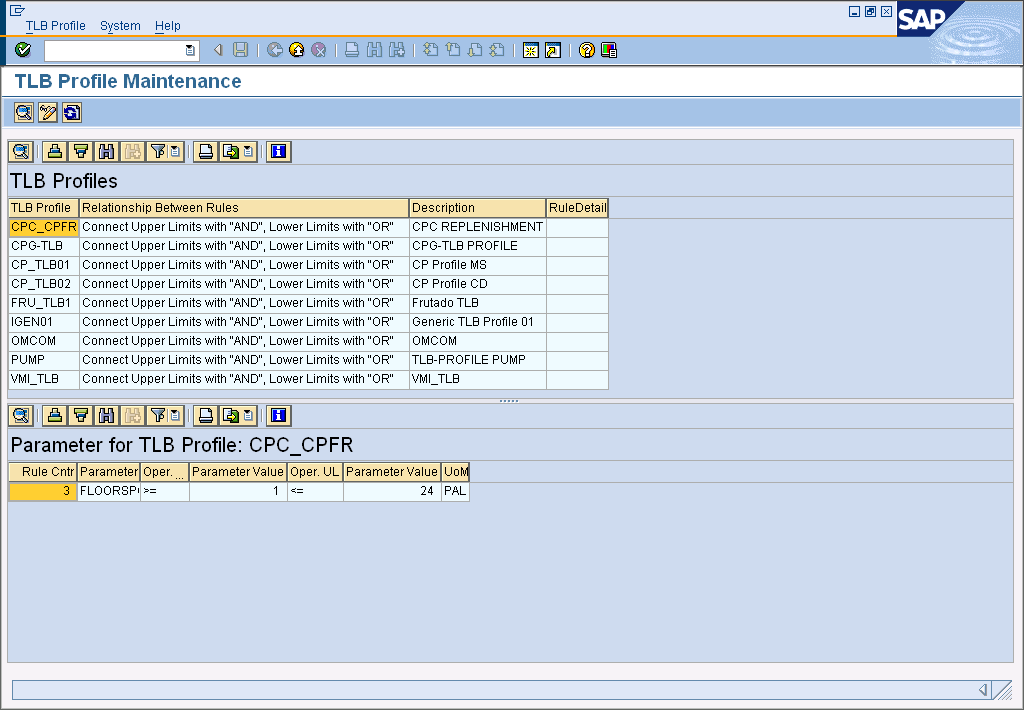 TLB Profile System Help
SAP
TLB Profile Maintenance
TLB Profiles
TLB Profile Relationship Between Rules Description RuleDetail
CPC_CPFR Connect Upper Limits with "AND", Lower Limits with "OR" CPC REPLENISHMENT
CPG-TLB Connect Upper Limits with "AND", Lower Limits with "OR" CPG-TLB PROFILE
CP_TLB01 Connect Upper Limits with "AND", Lower Limits with "OR" CP Profile MS
CP_TLB02 Connect Upper Limits with "AND", Lower Limits with "OR" CP Profile CD
FRU_TLB1 Connect Upper Limits with "AND", Lower Limits with "OR" Frutado TLB
IGEN01 Connect Upper Limits with "AND", Lower Limits with "OR" Generic TLB Profile 01
OMCOM Connect Upper Limits with "AND", Lower Limits with "OR" OMCOM
PUMP Connect Upper Limits with "AND", Lower Limits with "OR" TLB-PROFILE PUMP
VMI_TLB Connect Upper Limits with "AND", Lower Limits with "OR" VMI_TLB
Parameter for TLB Profile: CPC_CPFR
Rule Cntr Parameter Oper. ... Parameter Value Oper. UL Parameter Value UoM
3 FLOORSP >= 1 <= 24 PAL